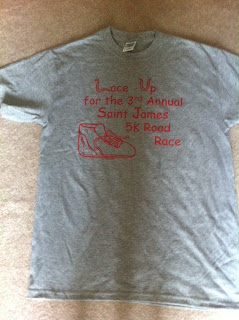 Lace Up
for the 3rd Annual
Saint James
5K Road
Race